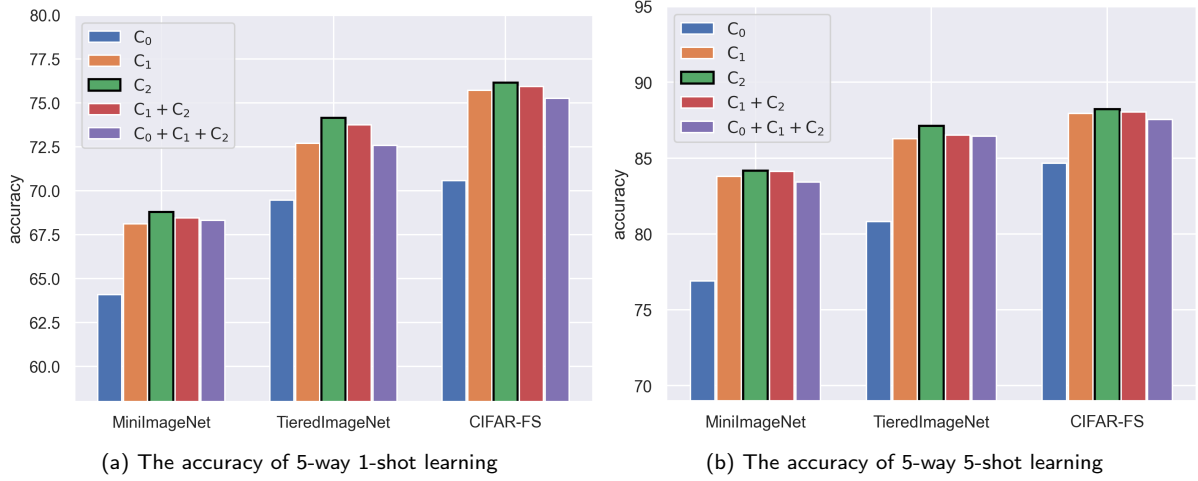 80.0
77.5
75.0
72.5
70.0
67.5
65.0
62.5
60.0
accuracy
C₀
C₁
C₂
C₁ + C₂
C₀ + C₁ + C₂
MiniImageNet TieredImageNet CIFAR-FS
(a) The accuracy of 5-way 1-shot learning
95
90
85
80
75
70
accuracy
C₀
C₁
C₂
C₁ + C₂
C₀ + C₁ + C₂
MiniImageNet TieredImageNet CIFAR-FS
(b) The accuracy of 5-way 5-shot learning